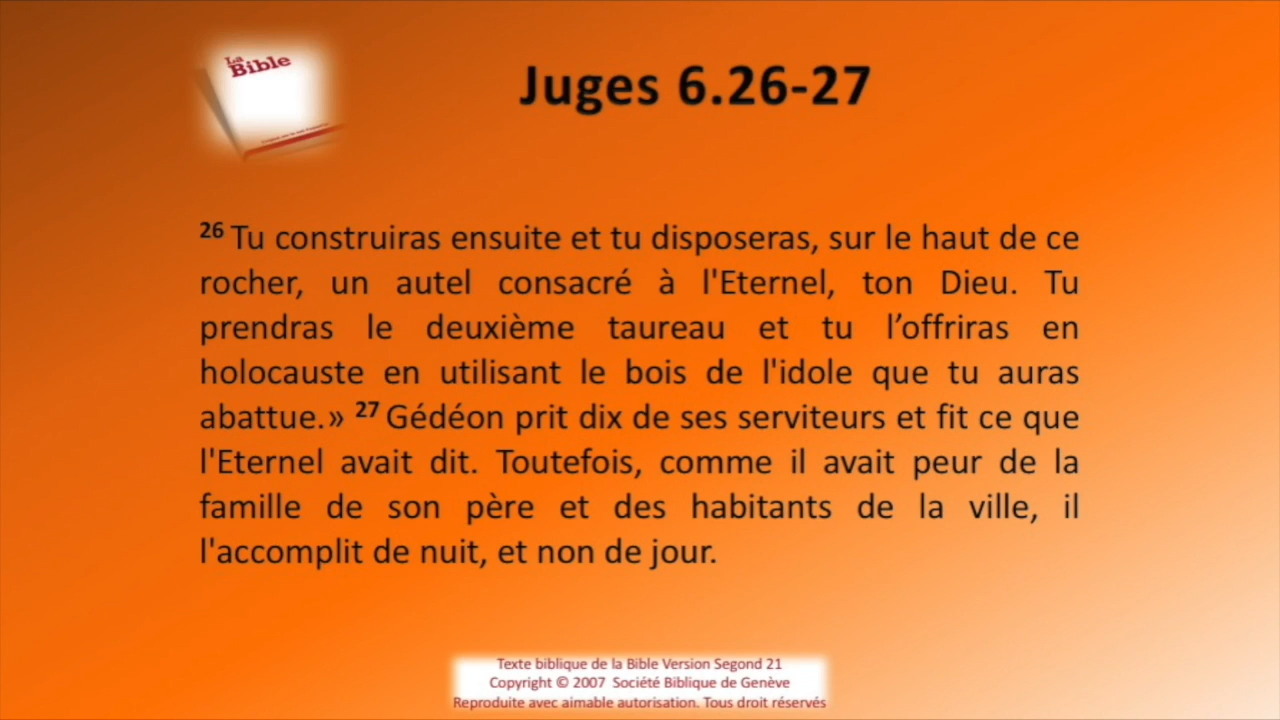 La
Bible
Juges 6.26-27
26 Tu construiras ensuite et tu disposeras, sur le haut de ce
rocher, un autel consacré à l'Eternel, ton Dieu. Tu
prendras le deuxième taureau et tu l’offriras en
holocauste en utilisant le bois de l'idole que tu auras
abattue.» 27 Gédéon prit dix de ses serviteurs et fit ce que
l'Eternel avait dit. Toutefois, comme il avait peur de la
famille de son père et des habitants de la ville, il
l'accomplit de nuit, et non de jour.
Texte biblique de la Bible Version Segond 21
Copyright © 2007 Société Biblique de Genève
Reproduite avec aimable autorisation. Tous droit réservés